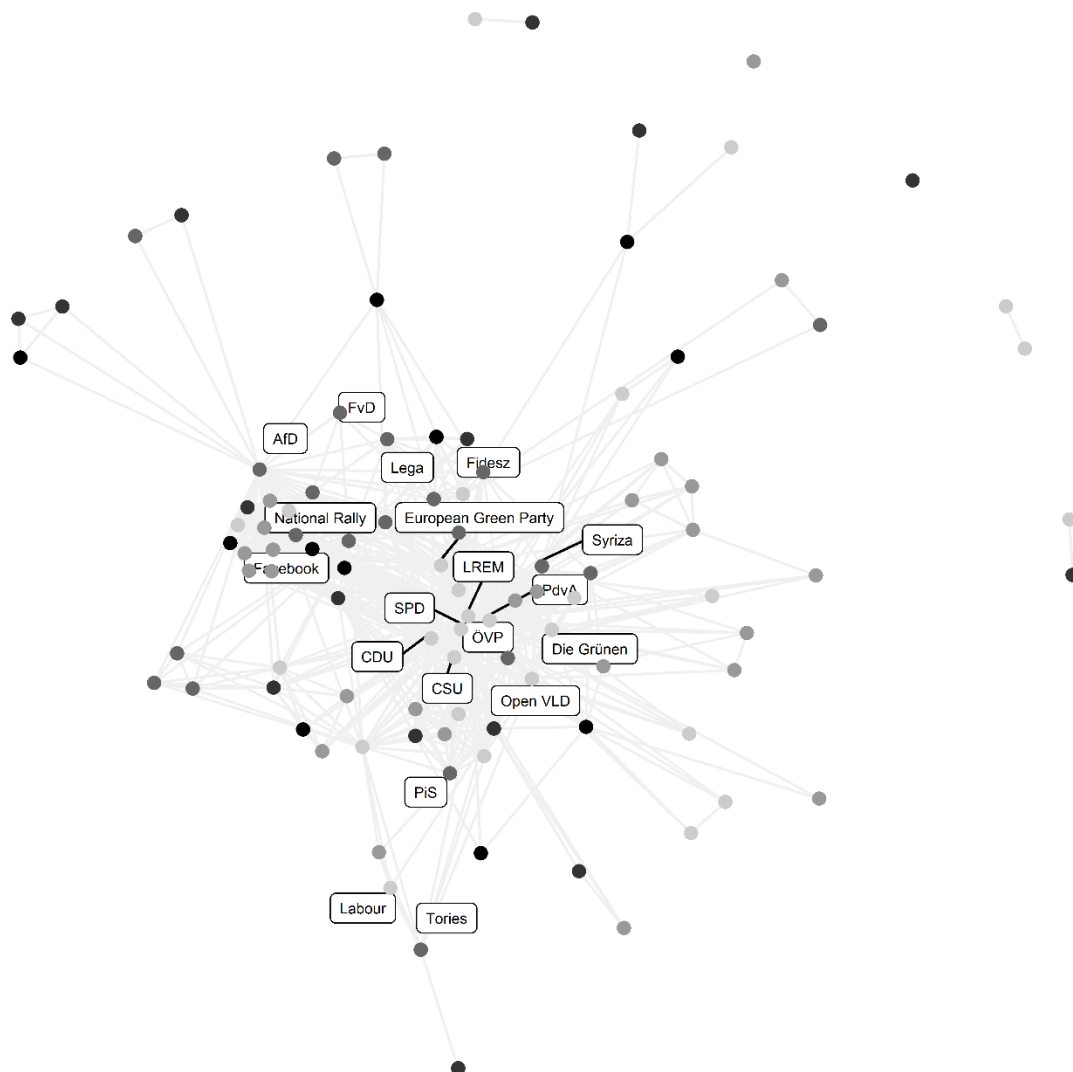 FvD
AfD
Lega
Fidesz
National Rally
European Green Party
Syriza
Facebook
LREM
PdvA
SPD
ÖVP
CDU
Die Grünen
CSU
Open VLD
PiS
Labour
Tories